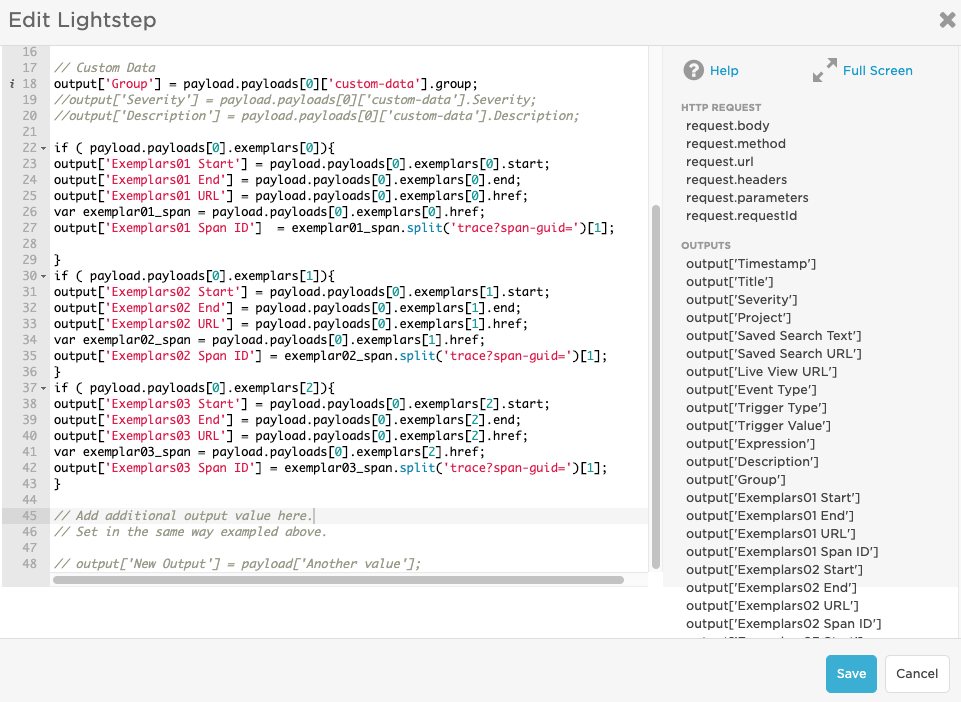 Edit Lightstep
16
17 // Custom Data
18 output['Group'] = payload.payloads[0]['custom-data'].group;
19 //output['Severity'] = payload.payloads[0]['custom-data'].Severity;
20 //output['Description'] = payload.payloads[0]['custom-data'].Description;
21
22 if ( payload.payloads[0].exemplars[0]){
23 output['Exemplars01 Start'] = payload.payloads[0].exemplars[0].start;
24 output['Exemplars01 End'] = payload.payloads[0].exemplars[0].end;
25 output['Exemplars01 URL'] = payload.payloads[0].exemplars[0].href;
26 var exemplar01_span = payload.payloads[0].exemplars[0].href;
27 output['Exemplars01 Span ID']  = exemplar01_span.split('trace?span-guid=')[1];
28
29 }
30 if ( payload.payloads[0].exemplars[1]){
31 output['Exemplars02 Start'] = payload.payloads[0].exemplars[1].start;
32 output['Exemplars02 End'] = payload.payloads[0].exemplars[1].end;
33 output['Exemplars02 URL'] = payload.payloads[0].exemplars[1].href;
34 var exemplar02_span = payload.payloads[0].exemplars[1].href;
35 output['Exemplars02 Span ID'] = exemplar02_span.split('trace?span-guid=')[1];
36 }
37 if ( payload.payloads[0].exemplars[2]){
38 output['Exemplars03 Start'] = payload.payloads[0].exemplars[2].start;
39 output['Exemplars03 End'] = payload.payloads[0].exemplars[2].end;
40 output['Exemplars03 URL'] = payload.payloads[0].exemplars[2].href;
41 var exemplar03_span = payload.payloads[0].exemplars[2].href;
42 output['Exemplars03 Span ID'] = exemplar03_span.split('trace?span-guid=')[1];
43 }
44
45 // Add additional output value here.
46 // Set in the same way exampled above.
47
48 // output['New Output'] = payload['Another value'];
Help
Full Screen
HTTP REQUEST
request.body
request.method
request.url
request.headers
request.parameters
request.requestId
OUTPUTS
output['Timestamp']
output['Title']
output['Severity']
output['Project']
output['Saved Search Text']
output['Saved Search URL']
output['Live View URL']
output['Event Type']
output['Trigger Type']
output['Trigger Value']
output['Expression']
output['Description']
output['Group']
output['Exemplars01 Start']
output['Exemplars01 End']
output['Exemplars01 URL']
output['Exemplars01 Span ID']
output['Exemplars02 Start']
output['Exemplars02 End']
output['Exemplars02 URL']
output['Exemplars02 Span ID']
Save
Cancel